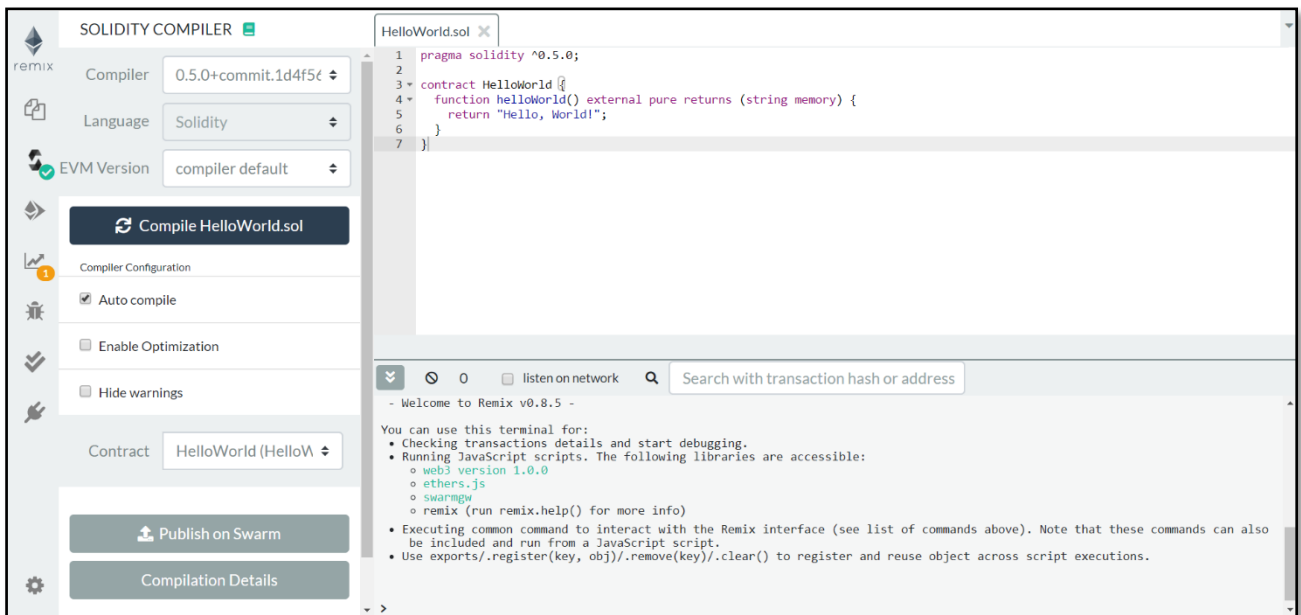 remix
SOLIDITY COMPILER
Compiler 0.5.0+commit.1d4f5
Language Solidity
EVM Version compiler default
Compile HelloWorld.sol
1
Compiler Configuration
Auto compile
Enable Optimization
Hide warnings
Contract HelloWorld (HelloW
Publish on Swarm
Compilation Details
HelloWorld.sol
1 pragma solidity ^0.5.0;
2
3 contract HelloWorld {
4 function helloWorld() external pure returns (string memory) {
5 return "Hello, World!";
6 }
7 }
0 listen on network Search with transaction hash or address
- Welcome to Remix v0.8.5 -
You can use this terminal for:
• Checking transactions details and start debugging.
• Running JavaScript scripts. The following libraries are accessible:
○ web3 version 1.0.0
○ ethers.js
○ swarmgw
○ remix (run remix.help() for more info)
• Executing common command to interact with the Remix interface (see list of commands above). Note that these commands can also
be included and run from a JavaScript script.
• Use exports/.register(key, obj)/.remove(key)/.clear() to register and reuse object across script executions.
>